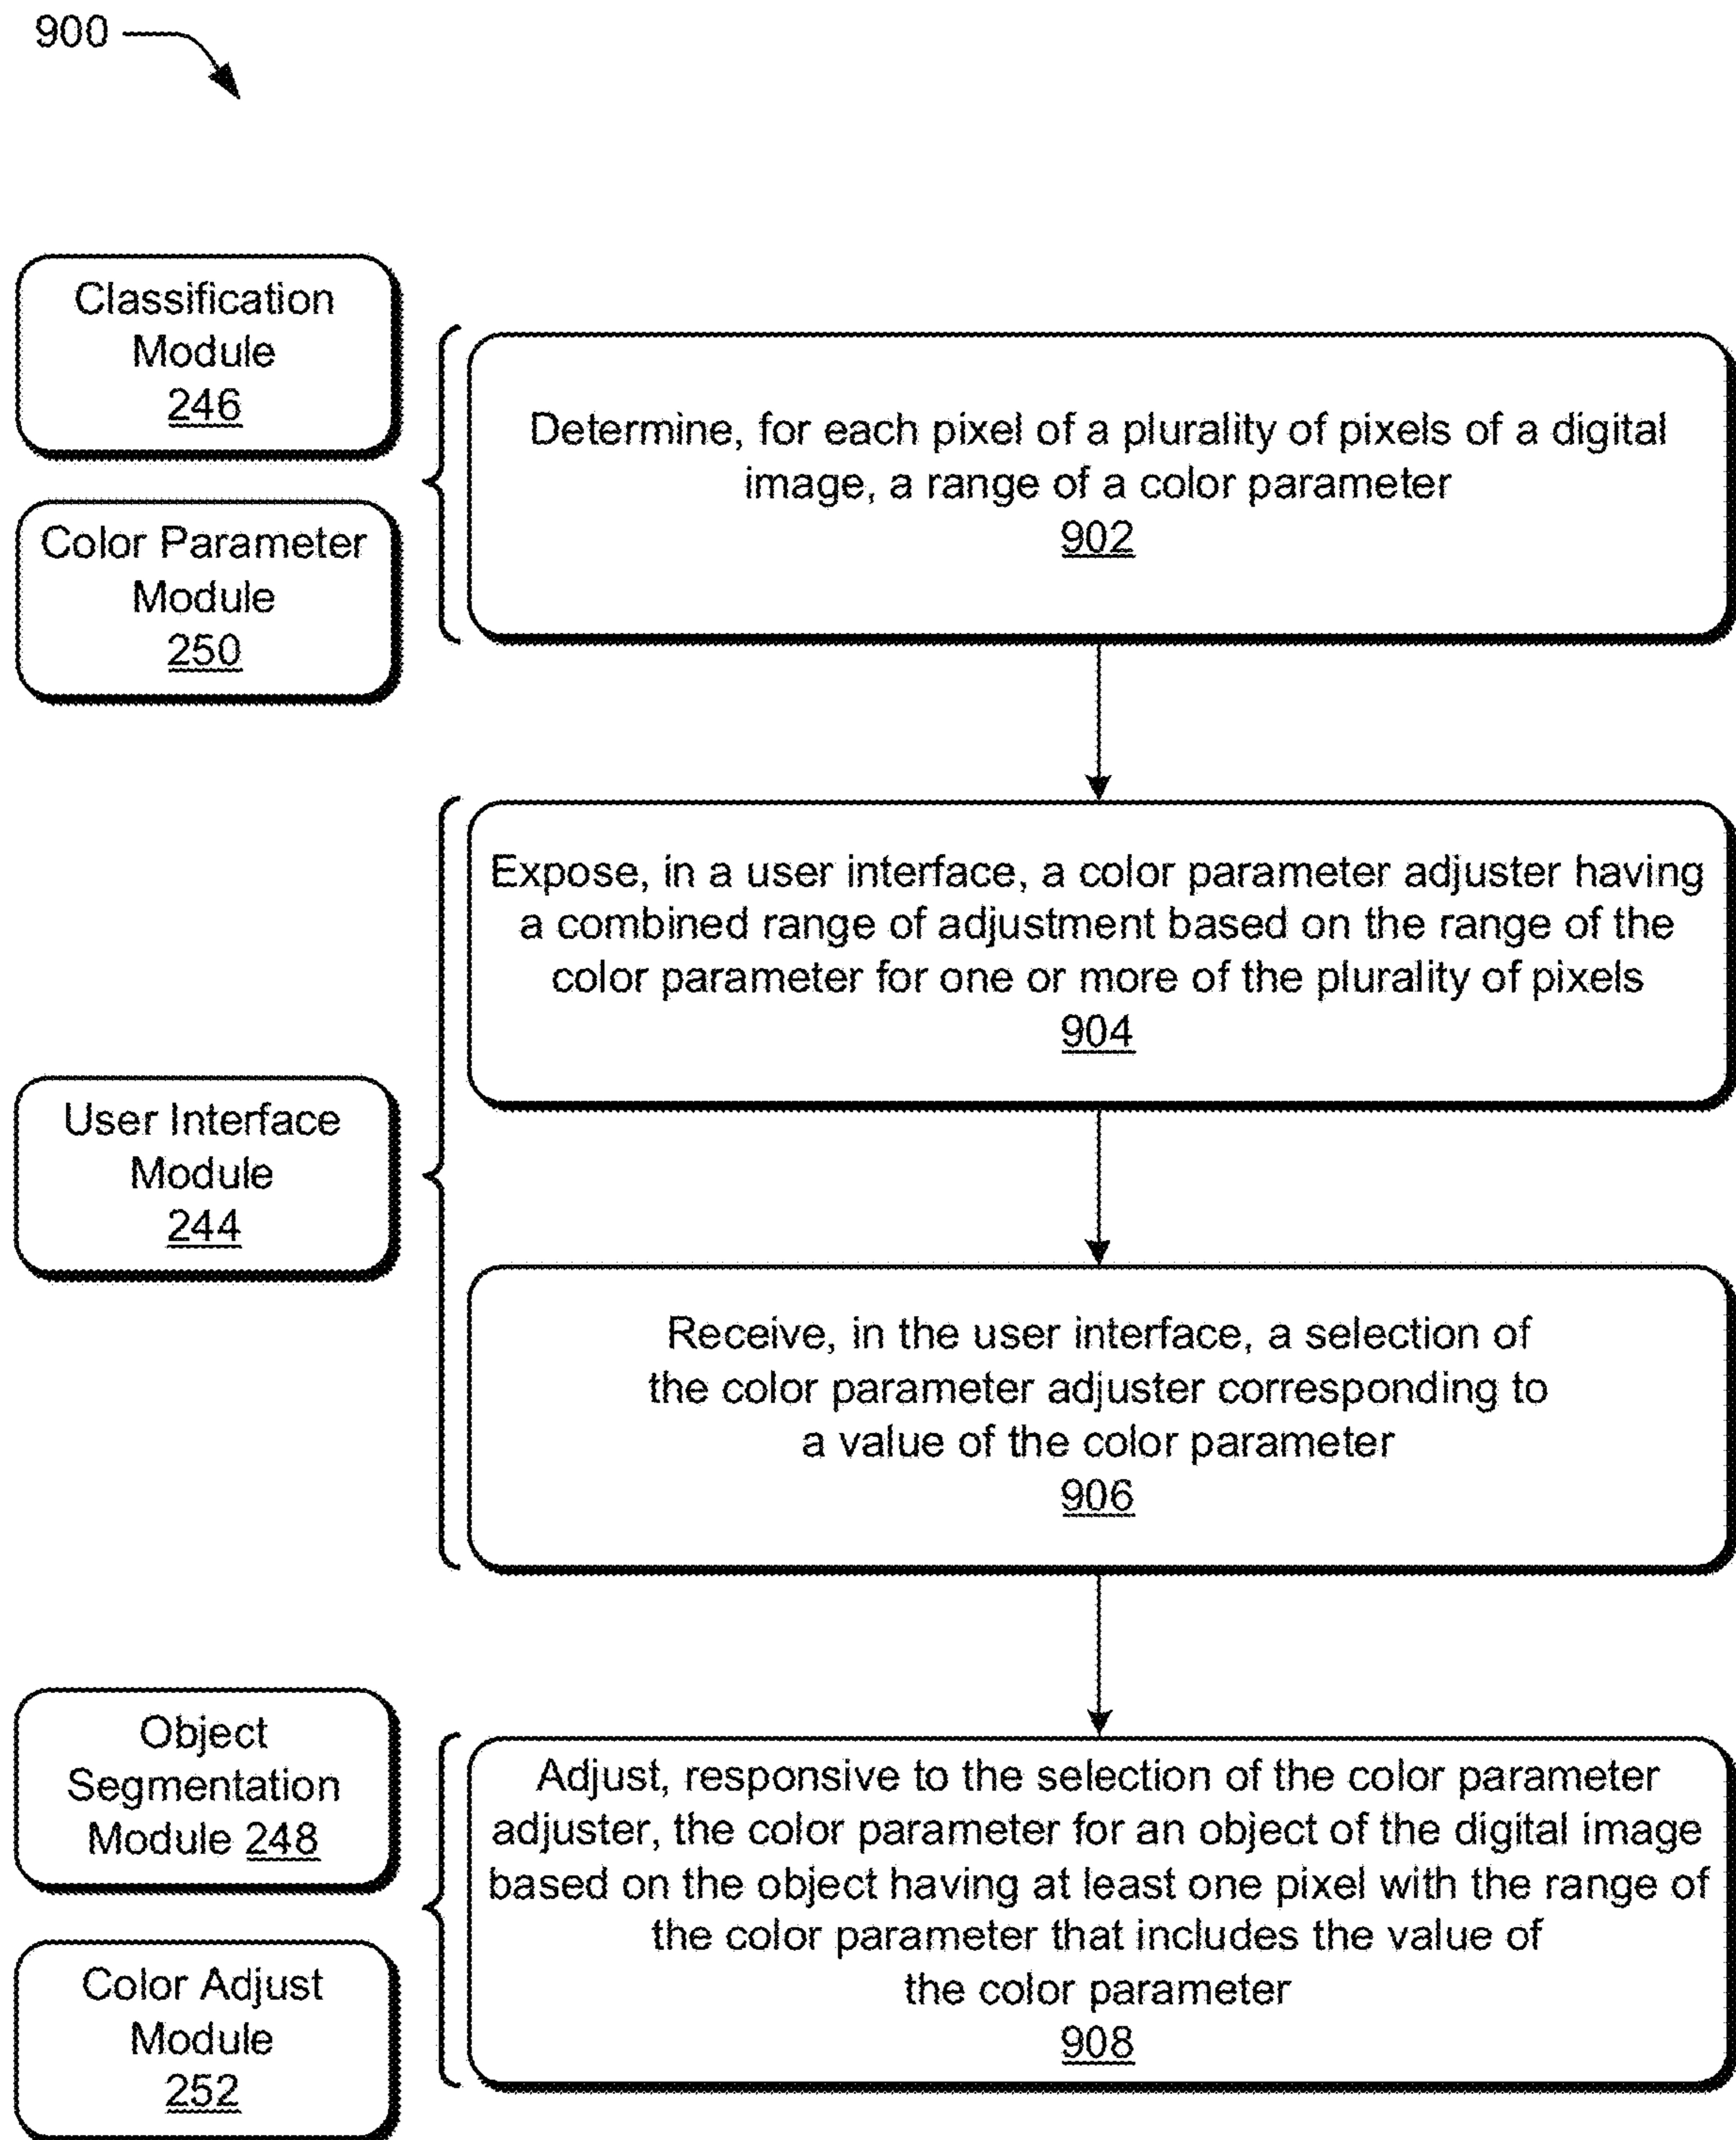 900
Classification
Module
246
Color Parameter
Module
250
Determine, for each pixel of a plurality of pixels of a digital
image, a range of a color parameter
902
User Interface
Module
244
Expose, in a user interface, a color parameter adjuster having
a combined range of adjustment based on the range of the
color parameter for one or more of the plurality of pixels
904
Receive, in the user interface, a selection of
the color parameter adjuster corresponding to
a value of the color parameter
906
Object
Segmentation
Module 248
Color Adjust
Module
252
Adjust, responsive to the selection of the color parameter
adjuster, the color parameter for an object of the digital image
based on the object having at least one pixel with the range of
the color parameter that includes the value of
the color parameter
908